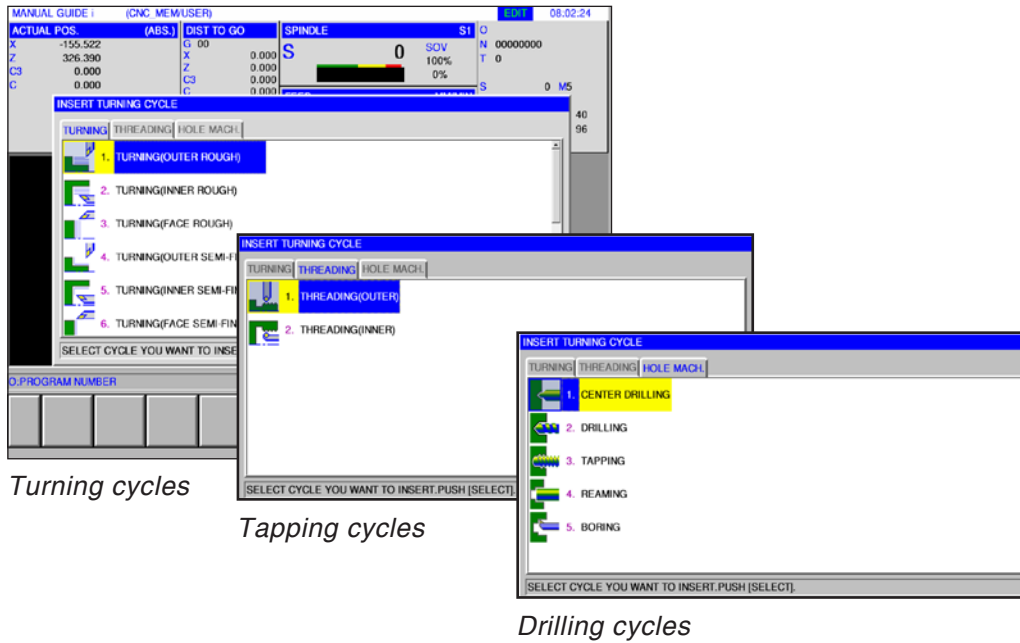 MANUAL GUIDE i (CNC_MEM/USER) EDIT 08:02:24
ACTUAL POS. (ABS.) DIST TO GO SPINDLE S1 O
X -155.522 G 00 S 0 SOV N 00000000
Z 326.390 X 0.000 100% T 0
C3 0.000 Z 0.000 0%
C 0.000 C3 0.000 S 0 M5
C 0.000
INSERT TURNING CYCLE
40
96
TURNING THREADING HOLE MACH.
1. TURNING(OUTER ROUGH)
2. TURNING(INNER ROUGH)
3. TURNING(FACE ROUGH)
4. TURNING(OUTER SEMI-FI
5. TURNING(INNER SEMI-FI
6. TURNING(FACE SEMI-FIN
SELECT CYCLE YOU WANT TO INSE
O:PROGRAM NUMBER
Turning cycles
INSERT TURNING CYCLE
TURNING THREADING HOLE MACH.
1. THREADING(OUTER)
2. THREADING(INNER)
SELECT CYCLE YOU WANT TO INSERT.PUSH [SELECT].
Tapping cycles
INSERT TURNING CYCLE
TURNING THREADING HOLE MACH.
1. CENTER DRILLING
2. DRILLING
3. TAPPING
4. REAMING
5. BORING
SELECT CYCLE YOU WANT TO INSERT.PUSH [SELECT].
Drilling cycles